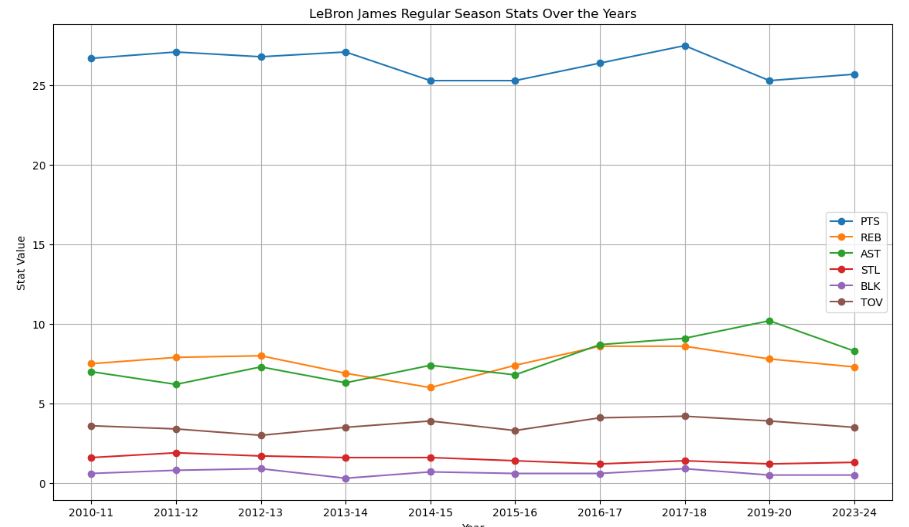 LeBron James Regular Season Stats Over the Years
Stat Value
25
20
15
10
5
0
PTS
REB
AST
STL
BLK
TOV
2010-11 2011-12 2012-13 2013-14 2014-15 2015-16 2016-17 2017-18 2019-20 2023-24
Year